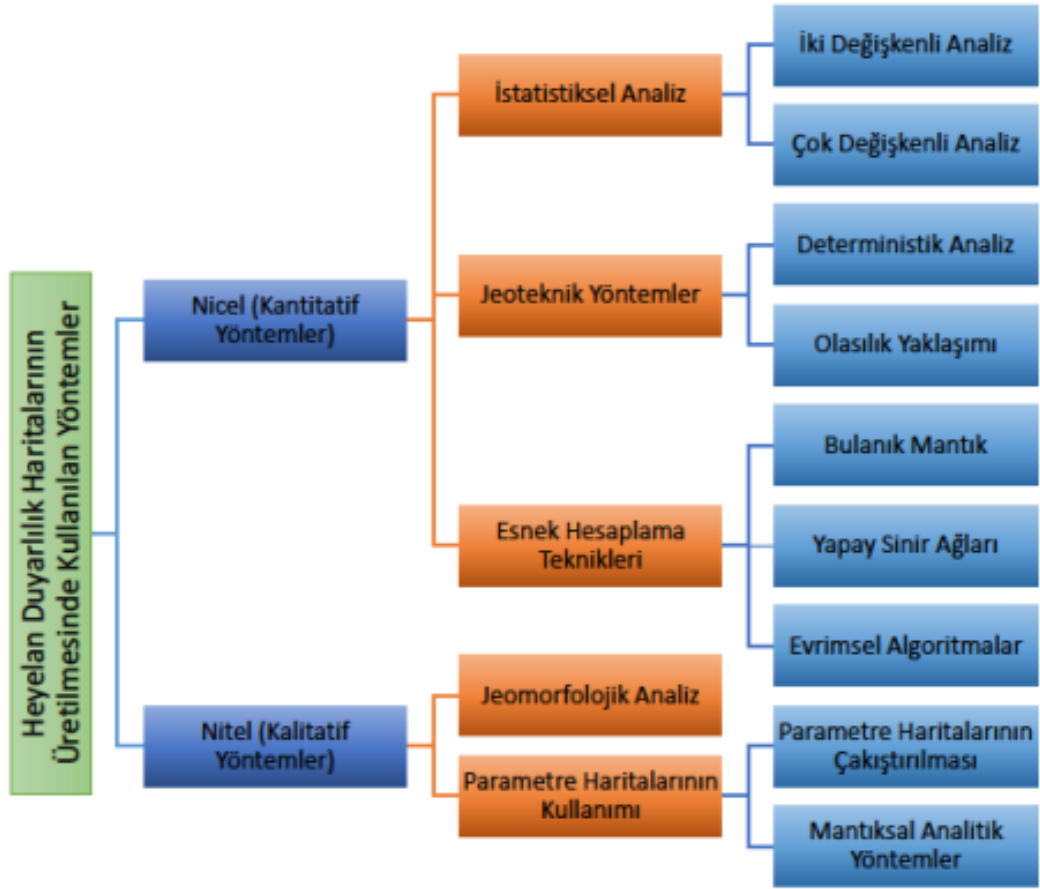 Heyelan Duyarlılık Haritalarının
Üretilmesinde Kullanılan Yöntemler
Nicel (Kantitatif
Yöntemler)
İstatistiksel Analiz
İki Değişkenli Analiz
Çok Değişkenli Analiz
Jeoteknik Yöntemler
Deterministik Analiz
Olasılık Yaklaşımı
Esnek Hesaplama
Teknikleri
Bulanık Mantık
Yapay Sinir Ağları
Evrimsel Algoritmalar
Nitel (Kalitatif
Yöntemler)
Jeomorfolojik Analiz
Parametre Haritalarının
Kullanımı
Parametre Haritalarının
Çakıştırılması
Mantıksal Analitik
Yöntemler